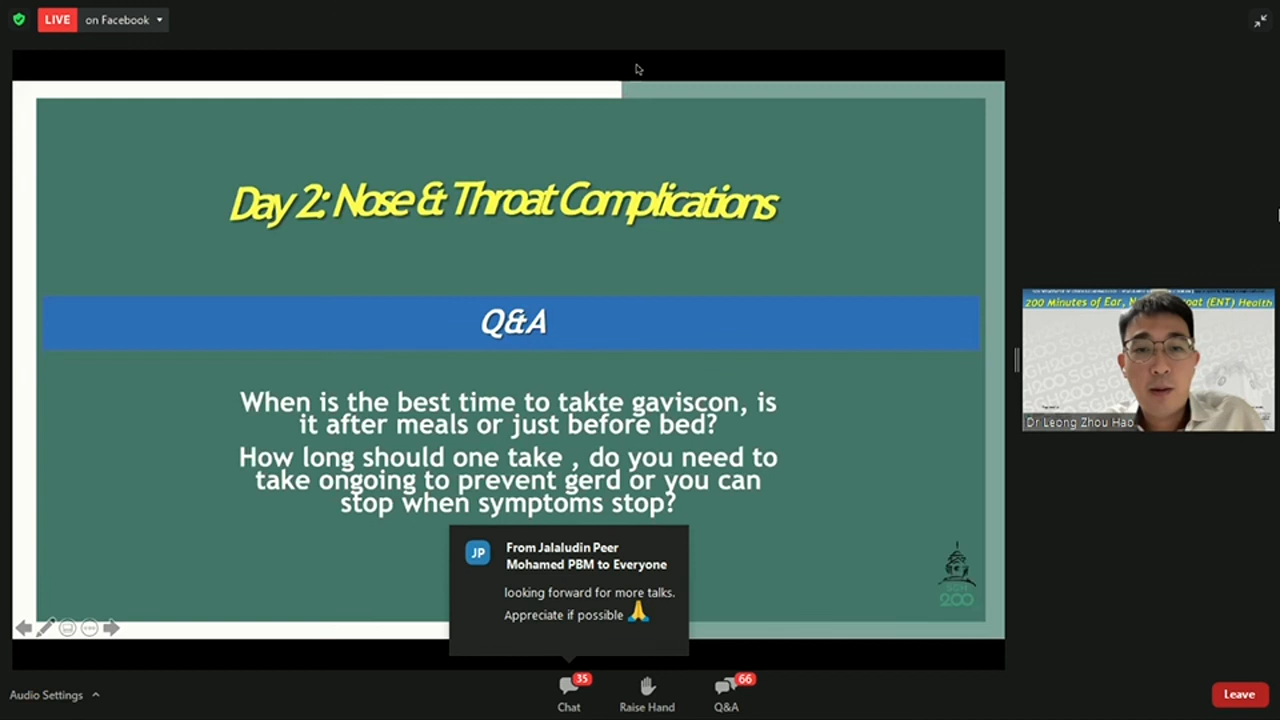 LIVE on Facebook
Day 2: Nose & Throat Complications
Q&A
When is the best time to takte gaviscon, is
it after meals or just before bed?
How long should one take , do you need to
take ongoing to prevent gerd or you can
stop when symptoms stop?
200 Minutes of Ear, N
at (ENT) Health
Dr Leong Zhou Hao
JP
From Jalaludin Peer
Mohamed PBM to Everyone
looking forward for more talks.
Appreciate if possible 🙏
SGH
200
Audio Settings
35
Chat
Raise Hand
66
Q&A
Leave